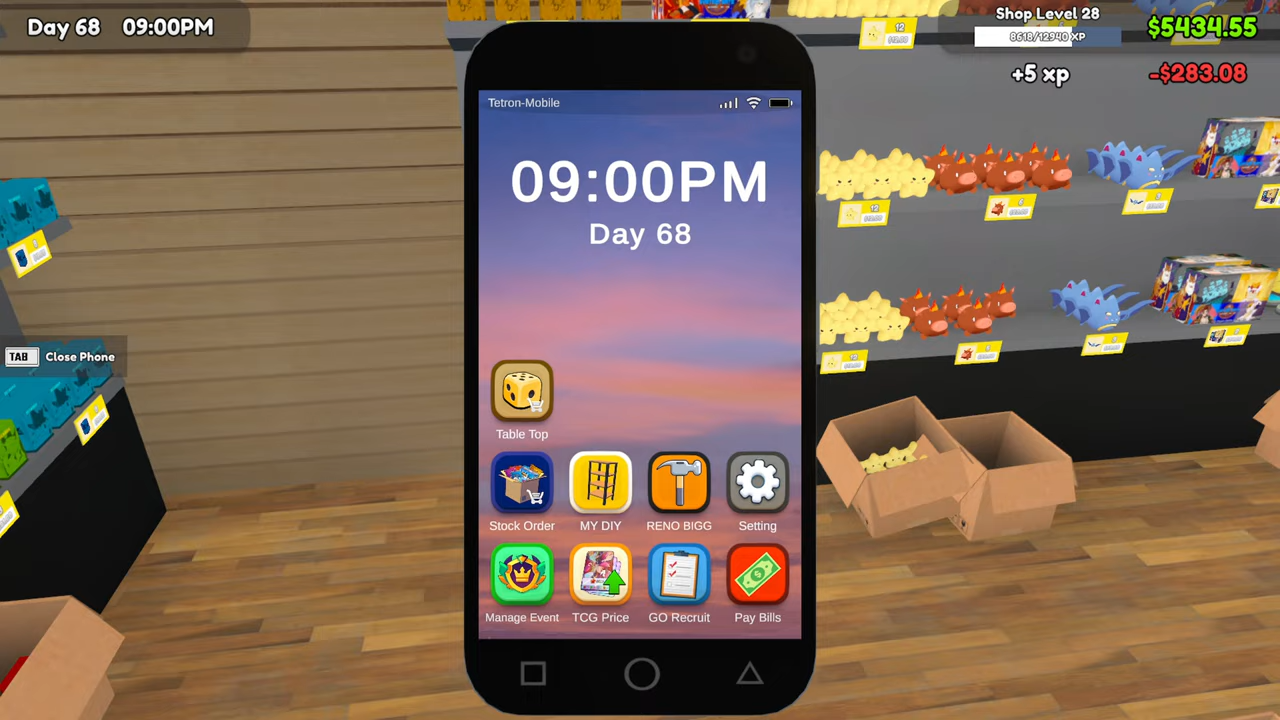 Day 68 09:00PM
Shop Level 28
$5434.55
8618/12940 XP
+5 xp
-$283.08
Tetron-Mobile
09:00PM
Day 68
TAB Close Phone
Table Top
Stock Order
MY DIY
RENO BIGG
Setting
Manage Event
TCG Price
GO Recruit
Pay Bills